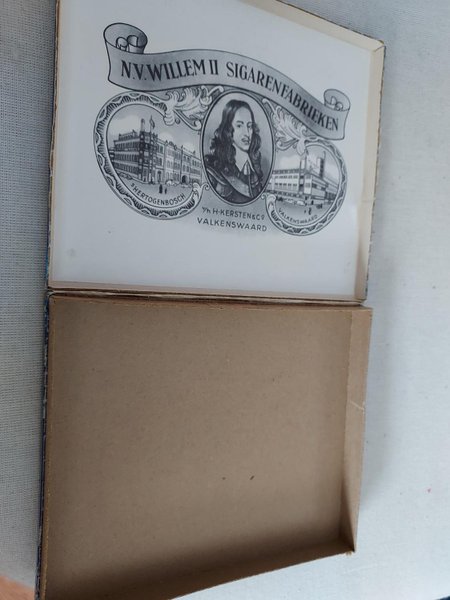 N.V. WILLEM II SIGARENFABRIEKEN
'S HERTOGENBOSCH
VALKENSWAARD
V/H H·KERSTEN & Co
VALKENSWAARD